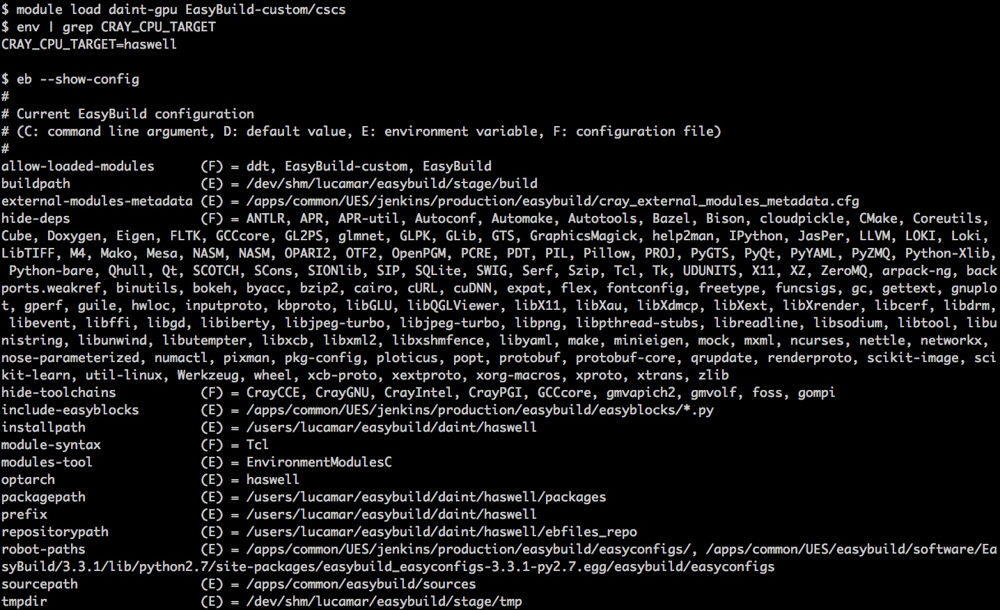 $ module load daint-gpu EasyBuild-custom/cscs
$ env | grep CRAY_CPU_TARGET
CRAY_CPU_TARGET=haswell
$ eb --show-config
#
# Current EasyBuild configuration
# (C: command line argument, D: default value, E: environment variable, F: configuration file)
#
allow-loaded-modules      (F) = ddt, EasyBuild-custom, EasyBuild
buildpath                 (E) = /dev/shm/lucamar/easybuild/stage/build
external-modules-metadata (E) = /apps/common/UES/jenkins/production/easybuild/cray_external_modules_metadata.cfg
hide-deps                 (F) = ANTLR, APR, APR-util, Autoconf, Automake, Autotools, Bazel, Bison, cloudpickle, CMake, Coreutils,
Cube, Doxygen, Eigen, FLTK, GCCcore, GL2PS, glmnet, GLPK, GLib, GTS, GraphicsMagick, help2man, IPython, JasPer, LLVM, LOKI, Loki,
LibTIFF, M4, Mako, Mesa, NASM, NASM, OPARI2, OTF2, OpenPGM, PCRE, PDT, PIL, Pillow, PROJ, PyGTS, PyQt, PyYAML, PyZMQ, Python-Xlib,
 Python-bare, Qhull, Qt, SCOTCH, SCons, SIONlib, SIP, SQLite, SWIG, Serf, Szip, Tcl, Tk, UDUNITS, X11, XZ, ZeroMQ, arpack-ng, back
ports.weakref, binutils, bokeh, byacc, bzip2, cairo, cURL, cuDNN, expat, flex, fontconfig, freetype, funcsigs, gc, gettext, gnuplo
t, gperf, guile, hwloc, inputproto, kbproto, libGLU, libQGLViewer, libX11, libXau, libXdmcp, libXext, libXrender, libcerf, libdrm,
 libevent, libffi, libgd, libiberty, libjpeg-turbo, libjpeg-turbo, libpng, libpthread-stubs, libreadline, libsodium, libtool, libu
nistring, libunwind, libutempter, libxcb, libxml2, libxshmfence, libyaml, make, minieigen, mock, mxml, ncurses, nettle, networkx,
nose-parameterized, numactl, pixman, pkg-config, ploticus, popt, protobuf, protobuf-core, qrupdate, renderproto, scikit-image, sci
kit-learn, util-linux, Werkzeug, wheel, xcb-proto, xextproto, xorg-macros, xproto, xtrans, zlib
hide-toolchains           (F) = CrayCCE, CrayGNU, CrayIntel, CrayPGI, GCCcore, gmvapich2, gmvolf, foss, gompi
include-easyblocks        (E) = /apps/common/UES/jenkins/production/easybuild/easyblocks/*.py
installpath               (E) = /users/lucamar/easybuild/daint/haswell
module-syntax             (F) = Tcl
modules-tool              (E) = EnvironmentModulesC
optarch                   (E) = haswell
packagepath               (E) = /users/lucamar/easybuild/daint/haswell/packages
prefix                    (E) = /users/lucamar/easybuild/daint/haswell
repositorypath            (E) = /users/lucamar/easybuild/daint/haswell/ebfiles_repo
robot-paths               (E) = /apps/common/UES/jenkins/production/easybuild/easyconfigs/, /apps/common/UES/easybuild/software/Ea
syBuild/3.3.1/lib/python2.7/site-packages/easybuild_easyconfigs-3.3.1-py2.7.egg/easybuild/easyconfigs
sourcepath                (E) = /apps/common/easybuild/sources
tmpdir                    (E) = /dev/shm/lucamar/easybuild/stage/tmp